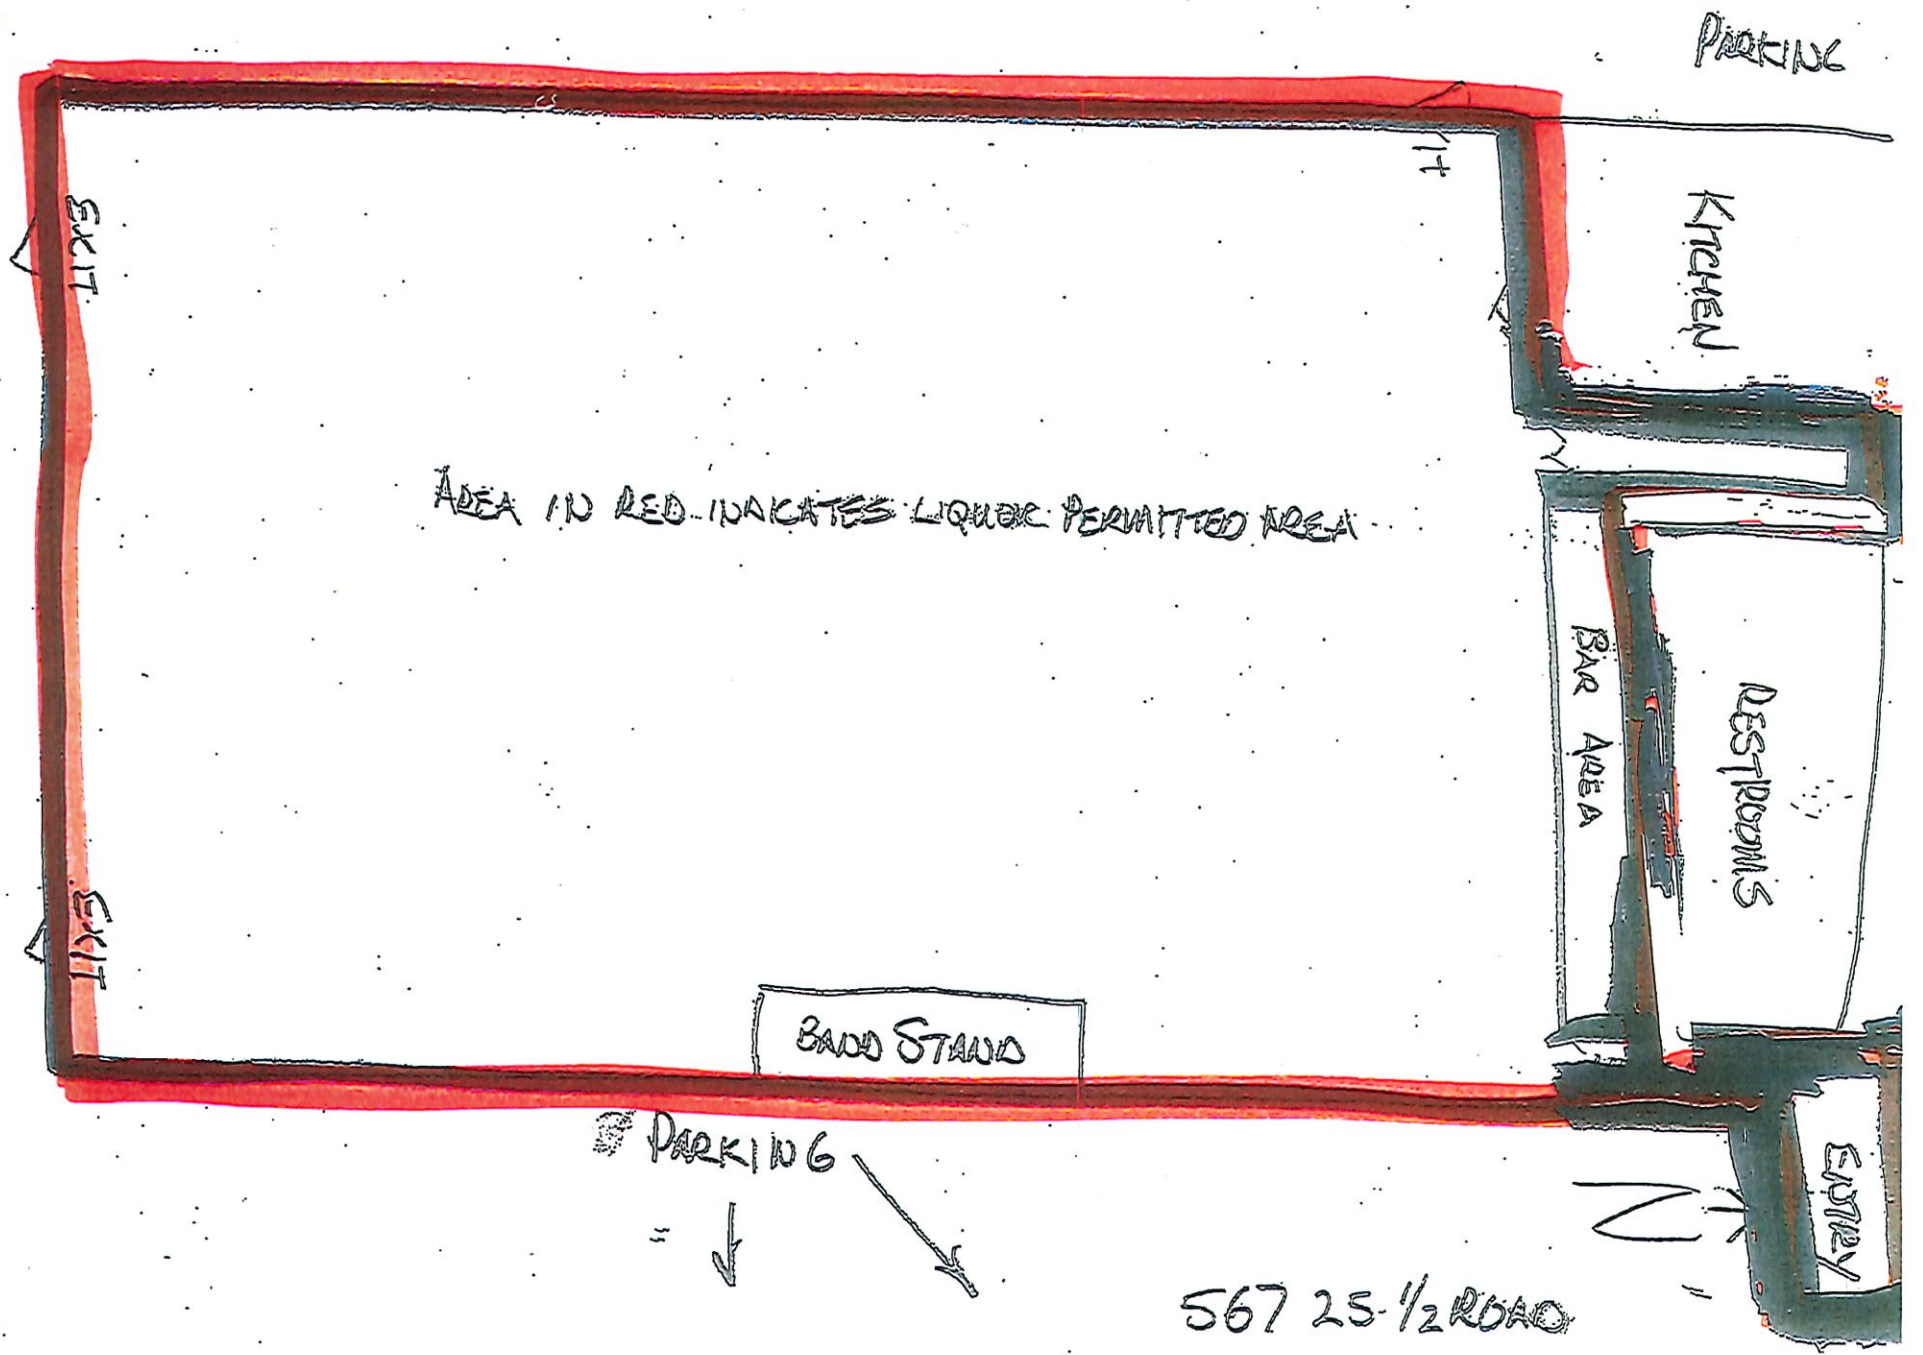 PARKING
EXIT
KITCHEN
AREA IN RED INDICATES LIQUOR PERMITTED AREA
BAR AREA
RESTROOMS
EXIT
BAND STAND
PARKING
ENTRY
N
567 25-1/2 ROAD